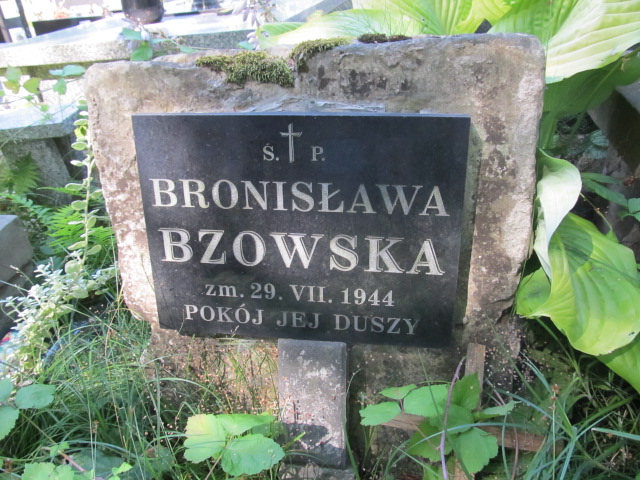 Ś. P.
BRONISŁAWA
BZOWSKA
zm. 29. VII. 1944
POKÓJ JEJ DUSZY